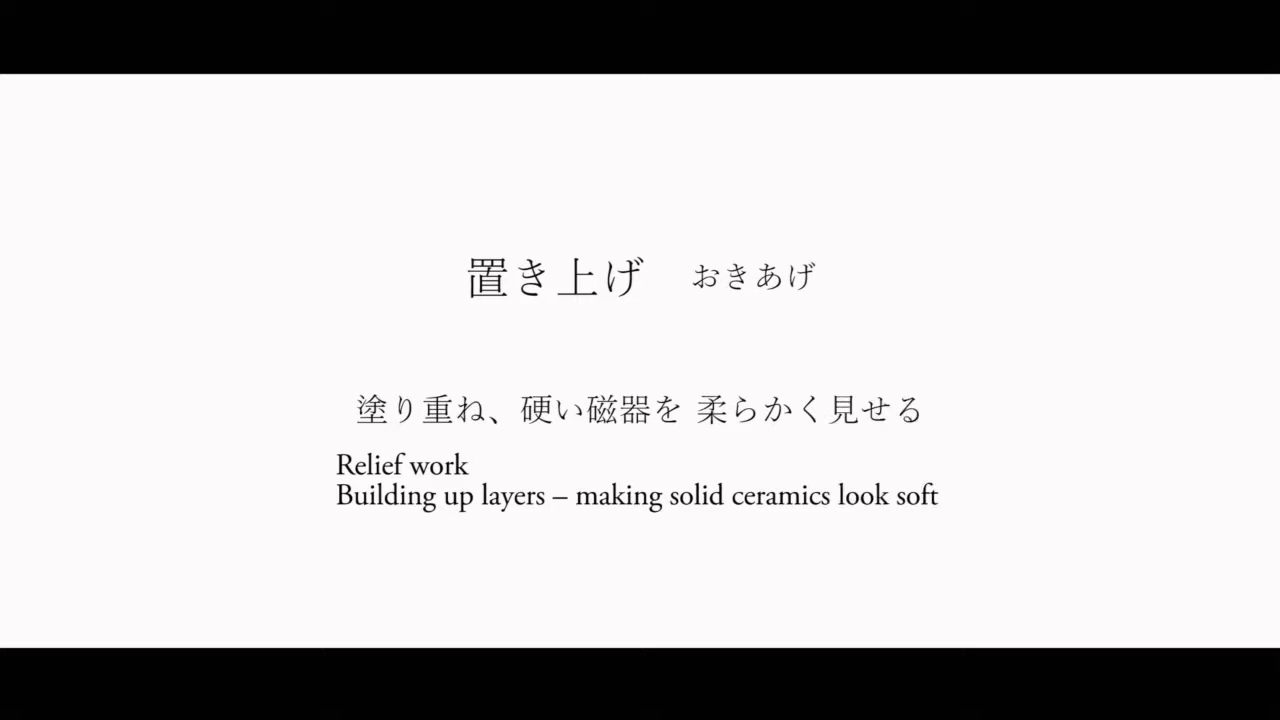 置き上げ おきあげ
塗り重ね、硬い磁器を 柔らかく見せる
Relief work
Building up layers – making solid ceramics look soft